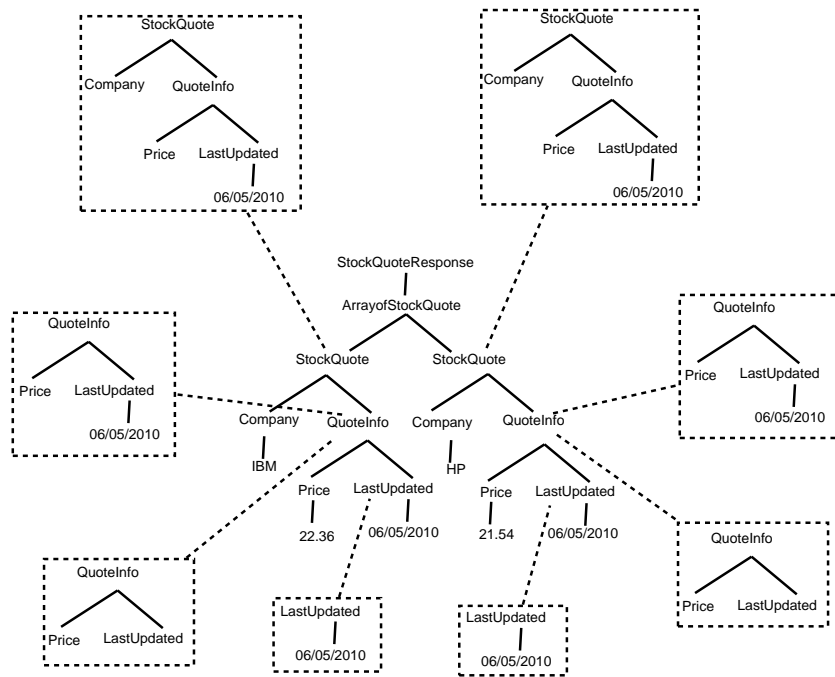 StockQuote
Company QuoteInfo
Price LastUpdated
06/05/2010
StockQuote
Company QuoteInfo
Price LastUpdated
06/05/2010
StockQuoteResponse
ArrayofStockQuote
StockQuote StockQuote
Company QuoteInfo Company QuoteInfo
IBM HP
Price LastUpdated Price LastUpdated
22.36 06/05/2010 21.54 06/05/2010
QuoteInfo
Price LastUpdated
06/05/2010
QuoteInfo
Price LastUpdated
06/05/2010
QuoteInfo
Price LastUpdated
LastUpdated
06/05/2010
LastUpdated
06/05/2010
QuoteInfo
Price LastUpdated